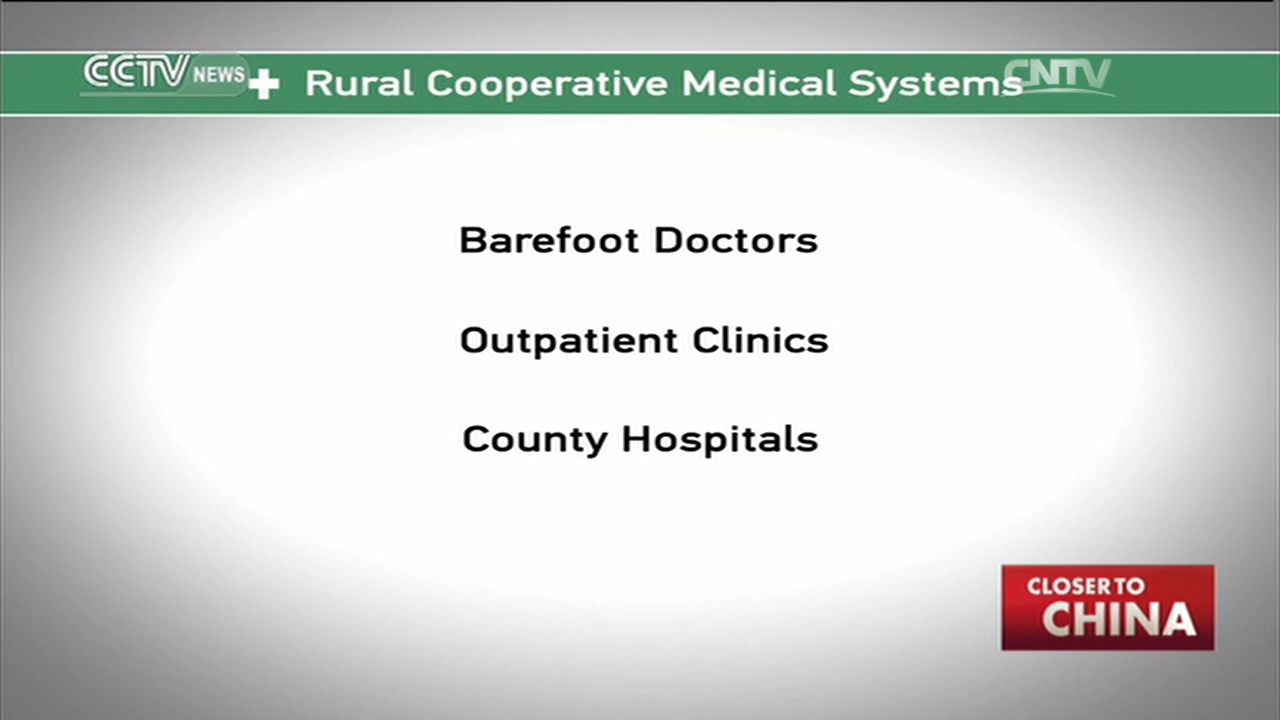 CCTV NEWS
Rural Cooperative Medical Systems
CNTV
Barefoot Doctors
Outpatient Clinics
County Hospitals
CLOSER TO
CHINA